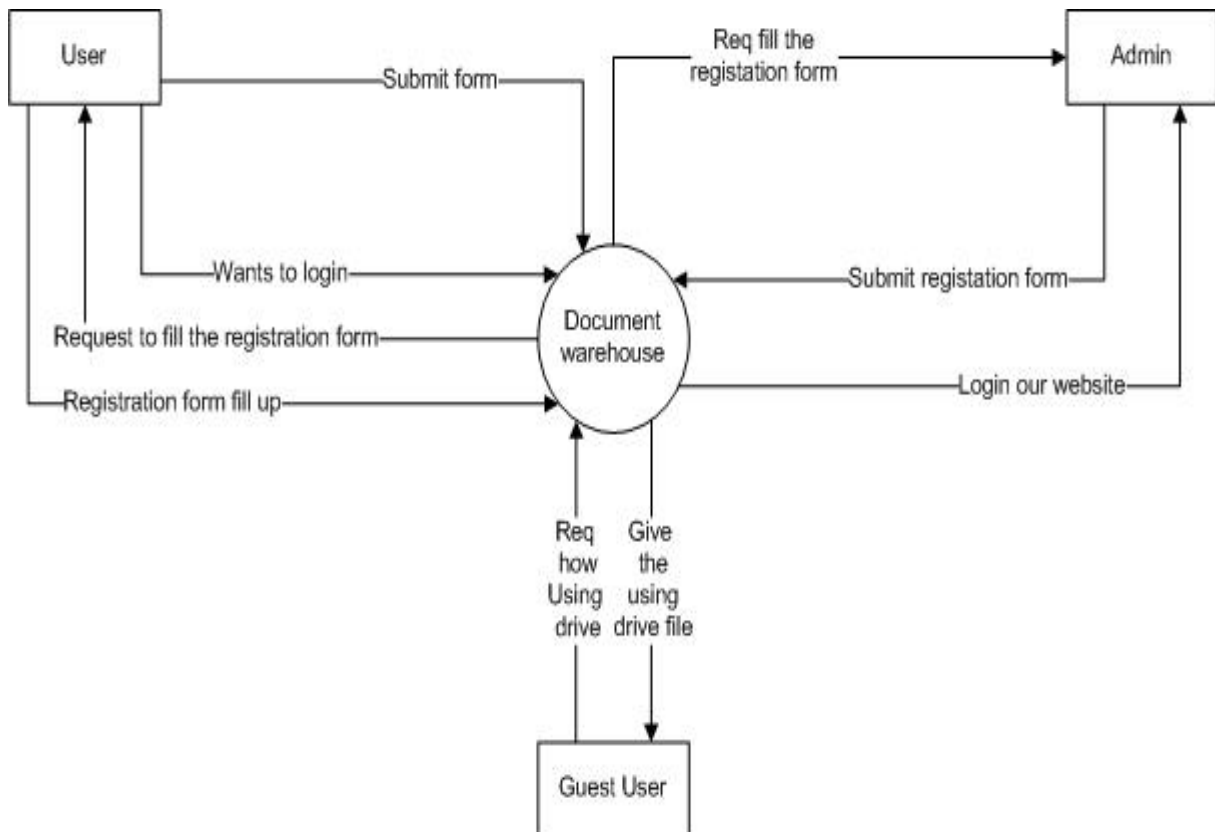 User
Submit form
Req fill the
registation form
Admin
Wants to login
Submit registation form
Request to fill the registration form
Document
warehouse
Login our website
Registration form fill up
Req
how
Using
drive
Give
the
using
drive file
Guest User